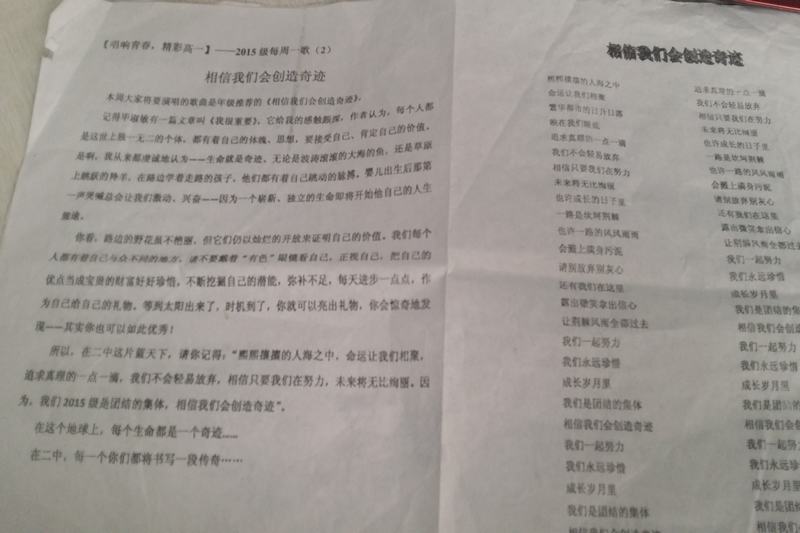 【唱响青春，精彩高一】——2015级每周一歌（2）
相信我们会创造奇迹
本周大家将要演唱的歌曲是年级推荐的《相信我们会创造奇迹》。
记得毕淑敏有一篇文章叫《我很重要》，它给我的感触颇深，作者认为，每个人都
是这世上独一无二的个体，都有着自己的体魄、思想，要接受自己、肯定自己的价值。
是啊，我从来都虔诚地认为——生命就是奇迹，无论是波涛滚滚的大海的鱼，还是草原
上跳跃的羚羊，在路边学着走路的孩子，他们都有着自己跳动的脉搏，婴儿出生后那第
一声哭喊总会让我们激动、兴奋——因为一个崭新、独立的生命即将开始他自己的人生
旅途。
你看，路边的野花虽不艳丽，但它们仍以灿烂的开放来证明自己的价值。我们每个
人都有着自己与众不同的地方，请不要戴着“有色”眼镜看自己，正视自己，把自己的
优点当成宝贵的财富好好珍惜，不断挖掘自己的潜能，弥补不足，每天进步一点点，作
为自己给自己的礼物，等到太阳出来了，时机到了，你就可以亮出礼物，你会惊奇地发
现——其实你也可以如此优秀！
所以，在二中这片蓝天下，请你记得：“熙熙攘攘的人海之中，命运让我们相聚，
追求真理的一点一滴，我们不会轻易放弃，相信只要我们在努力，未来将无比绚丽。因
为，我们2015级是团结的集体，相信我们会创造奇迹”。
在这个地球上，每个生命都是一个奇迹……
在二中，每一个你们都将书写一段传奇……
相信我们会创造奇迹
熙熙攘攘的人海之中
命运让我们相聚
繁华都市的日升日落
映在我们眼底
追求真理的一点一滴
我们不会轻易放弃
相信只要我们在努力
未来将无比绚丽
也许成长的日子里
一路是坎坷荆棘
也许一路的风风雨雨
会溅上满身污泥
请别放弃别灰心
还有我们在这里
露出微笑拿出信心
让荆棘风雨全都过去
我们一起努力
我们永远珍惜
成长岁月里
我们是团结的集体
相信我们会创造奇迹
我们一起努力
我们永远珍惜
成长岁月里
我们是团结的集体
相信我们会创造奇迹
追求真理的一点一滴
我们不会轻易放弃
相信只要我们在努力
未来将无比绚丽
也许成长的日子里
一路是坎坷荆棘
也许一路的风风雨雨
会溅上满身污泥
请别放弃别灰心
还有我们在这里
露出微笑拿出信心
让荆棘风雨全都
我们一起努力
我们永远珍惜
成长岁月里
我们是团结的集
相信我们会创造奇
我们一起努力
我们永远珍惜
成长岁月里
我们是团结的
相信我们会创
我们一起努
我们永远珍
成长岁月里
我们是团结
相信我们会